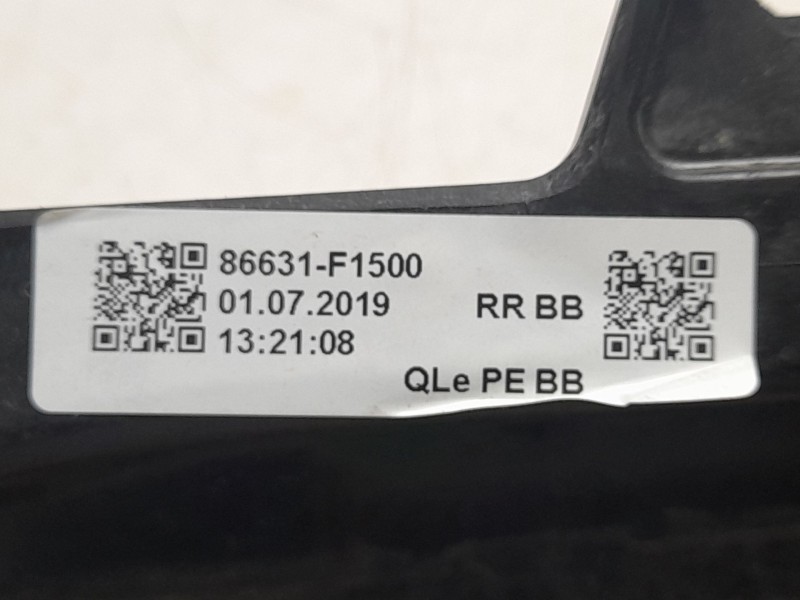 86631-F1500
01.07.2019
RR BB
13:21:08
QLe PE BB